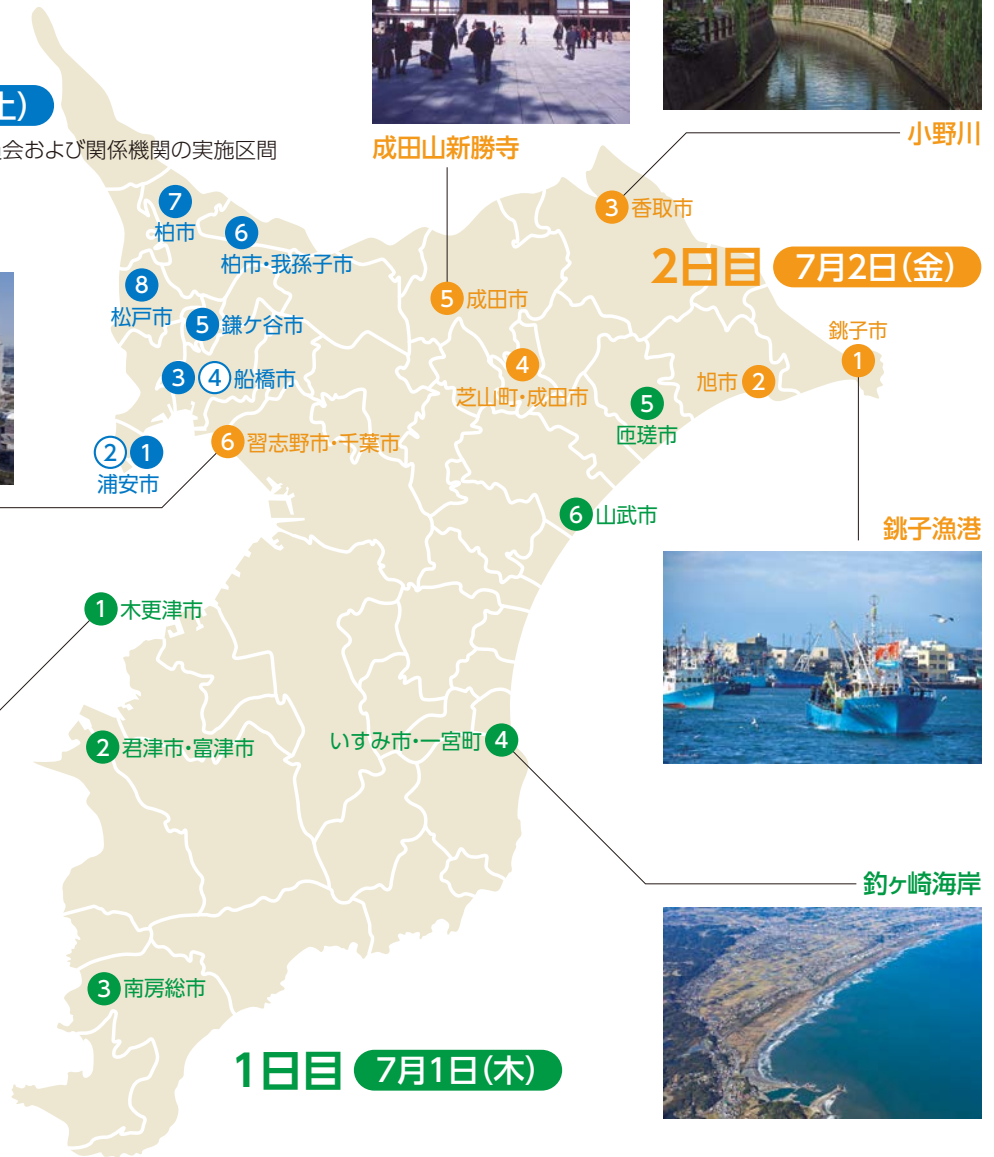 土)
会および関係機関の実施区間
成田山新勝寺
小野川
7
柏市
6
柏市・我孫子市
8
松戸市
5 鎌ケ谷市
3 4 船橋市
2 1
浦安市
3 香取市
2日目 7月2日(金)
5 成田市
銚子市
1
4
芝山町・成田市
旭市 2
5
匝瑳市
6 習志野市・千葉市
6 山武市
銚子漁港
1 木更津市
2 君津市・富津市
いすみ市・一宮町 4
釣ヶ崎海岸
3 南房総市
1日目 7月1日(木)